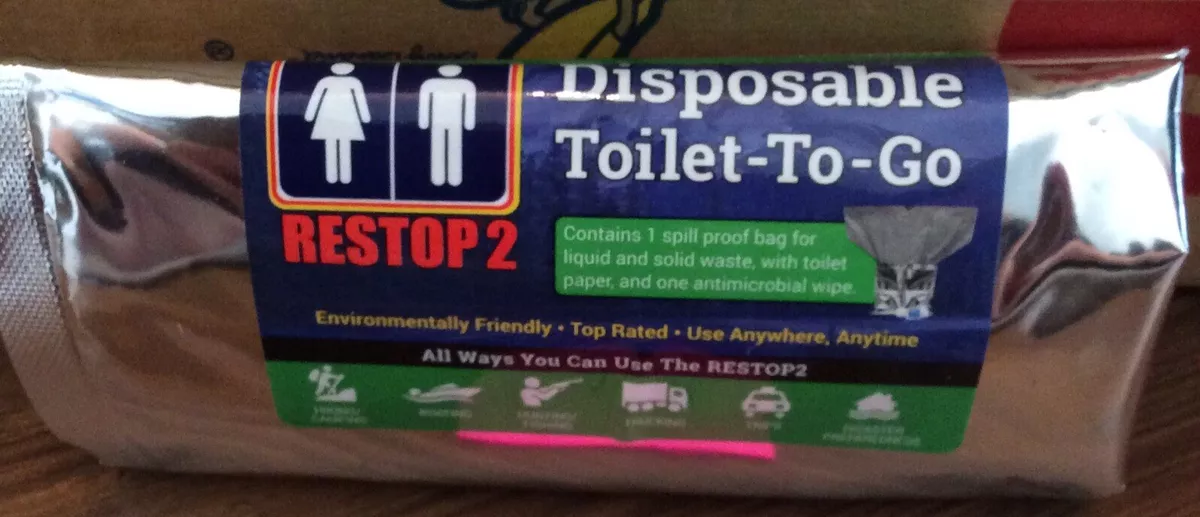 Disposable
Toilet-To-Go
RESTOP 2
Contains 1 spill proof bag for
liquid and solid waste, with toilet
paper, and one antimicrobial wipe.
Environmentally Friendly • Top Rated • Use Anywhere, Anytime
All Ways You Can Use The RESTOP2
HIKING/
CAMPING
BOATING
HUNTING/
FISHING
TRUCKING
TRIPS
DISASTER
PREPAREDNESS